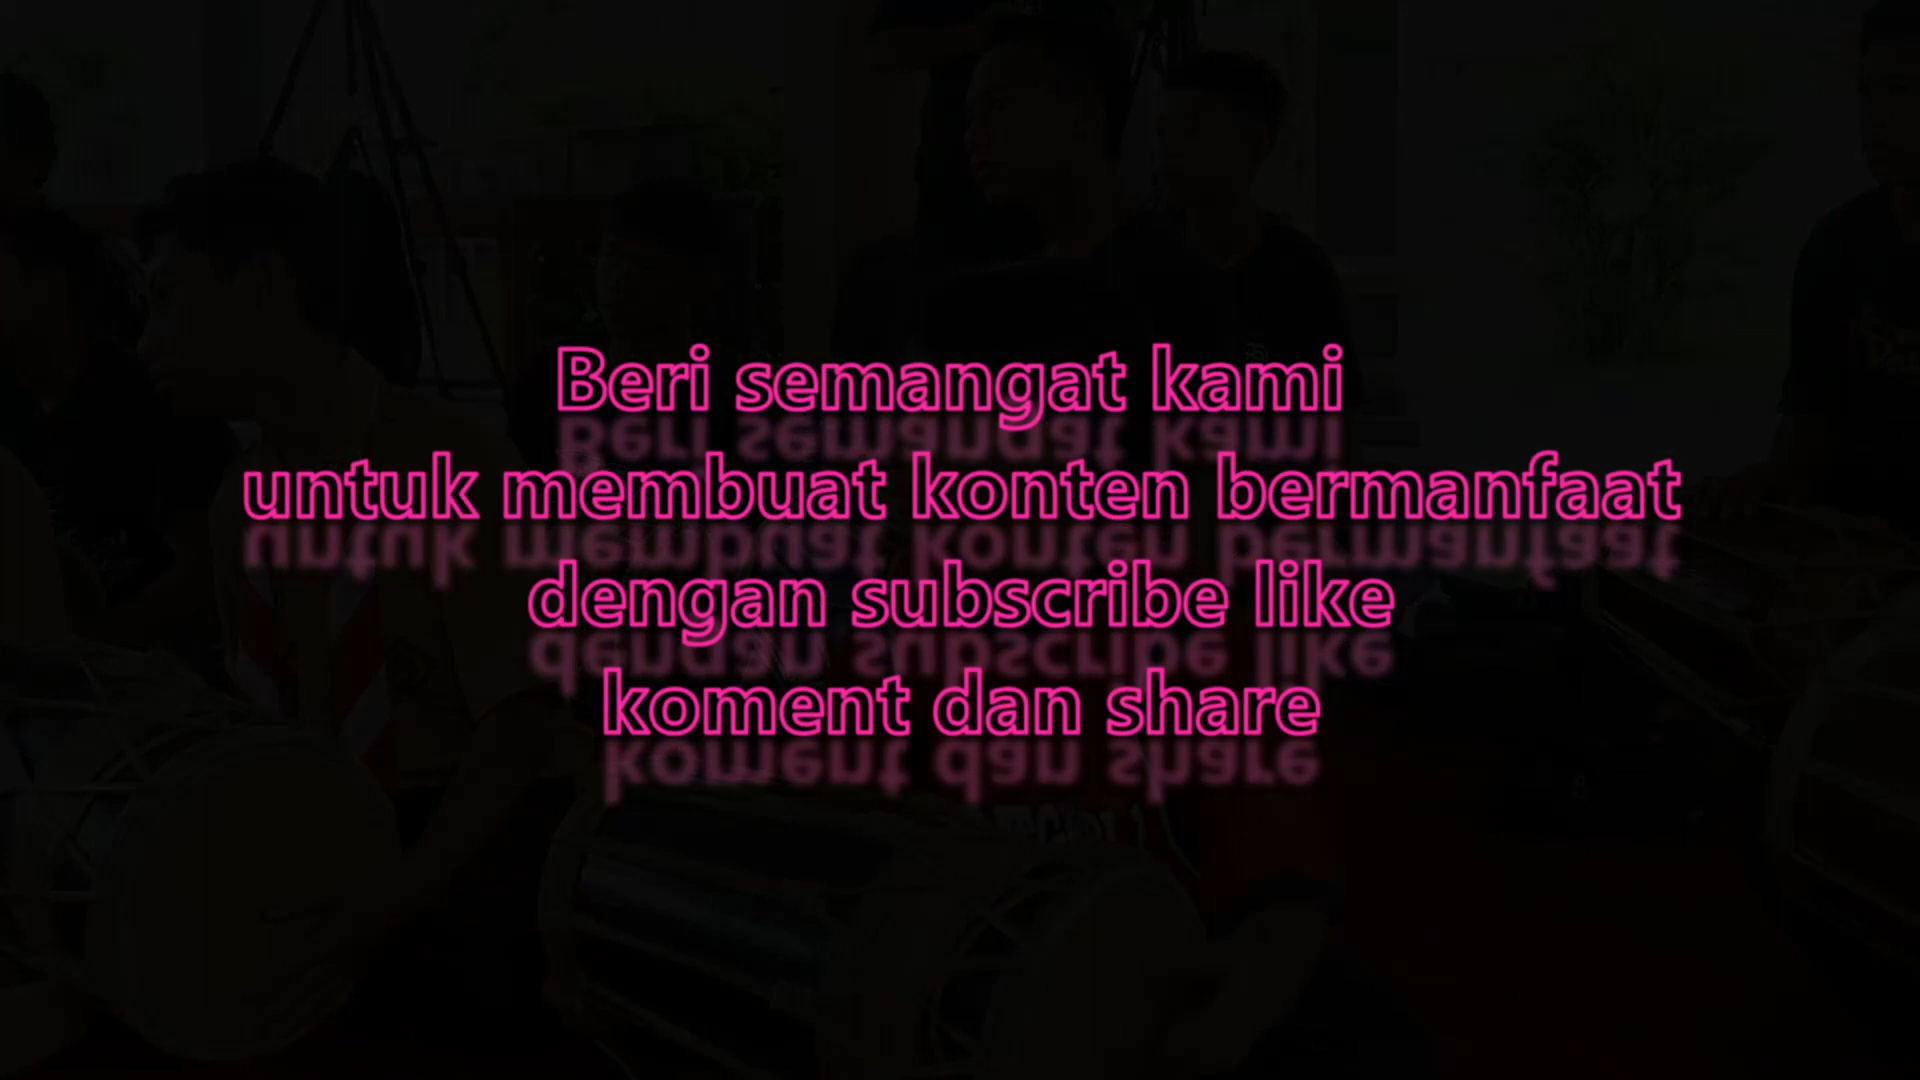 Beri semangat kami
untuk membuat konten bermanfaat
dengan subscribe like
koment dan share